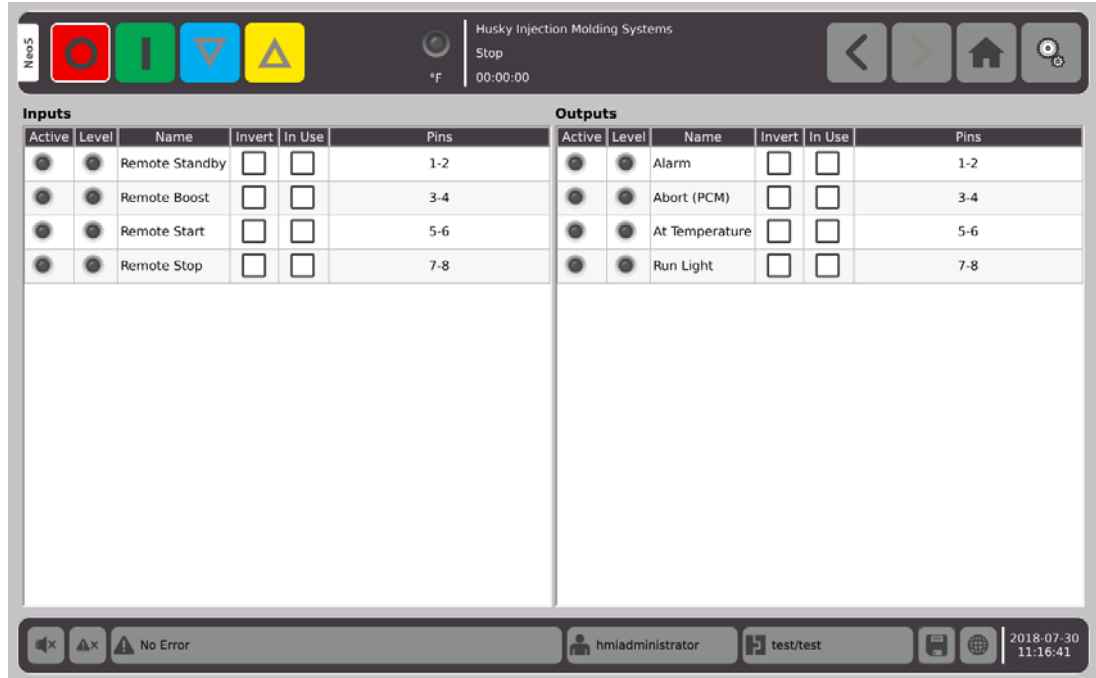 Neo5
°F
Husky Injection Molding Systems
Stop
00:00:00
Inputs
Active Level Name Invert In Use Pins
Remote Standby 1-2
Remote Boost 3-4
Remote Start 5-6
Remote Stop 7-8
Outputs
Active Level Name Invert In Use Pins
Alarm 1-2
Abort (PCM) 3-4
At Temperature 5-6
Run Light 7-8
No Error
hmiadministrator
test/test
2018-07-30
11:16:41